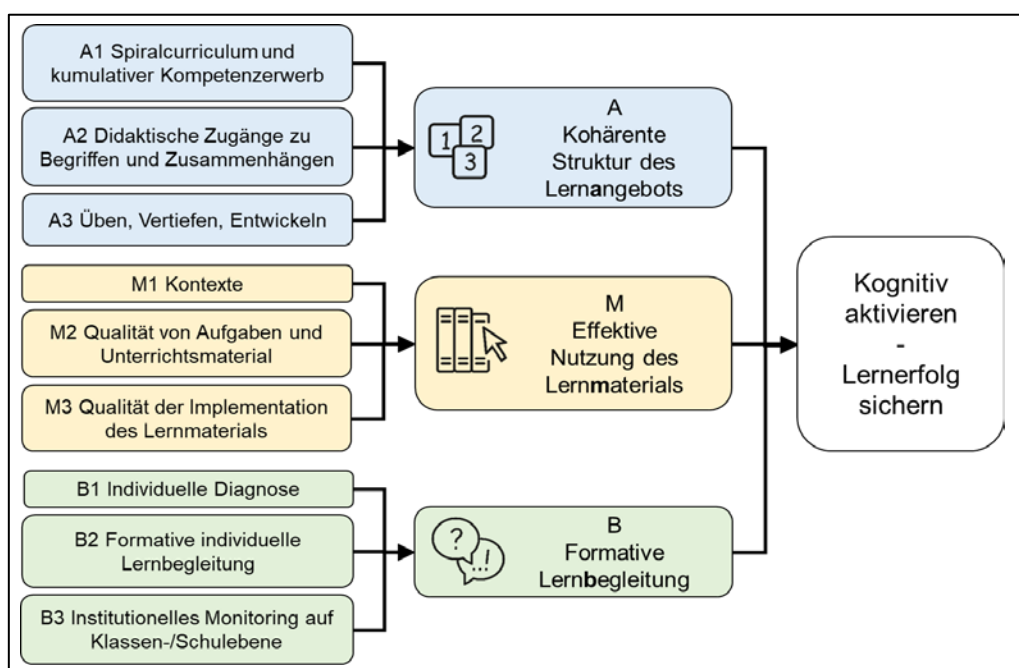 A1 Spiralcurriculum und
kumulativer Kompetenzerwerb
A2 Didaktische Zugänge zu
Begriffen und Zusammenhängen
A3 Üben, Vertiefen, Entwickeln
1
2
3
A
Kohärente
Struktur des
Lernangebots
M1 Kontexte
M2 Qualität von Aufgaben und
Unterrichtsmaterial
M3 Qualität der Implementation
des Lernmaterials
M
Effektive
Nutzung des
Lernmaterials
B1 Individuelle Diagnose
B2 Formative individuelle
Lernbegleitung
B3 Institutionelles Monitoring auf
Klassen-/Schulebene
?
...!
B
Formative
Lernbegleitung
Kognitiv
aktivieren
-
Lernerfolg
sichern